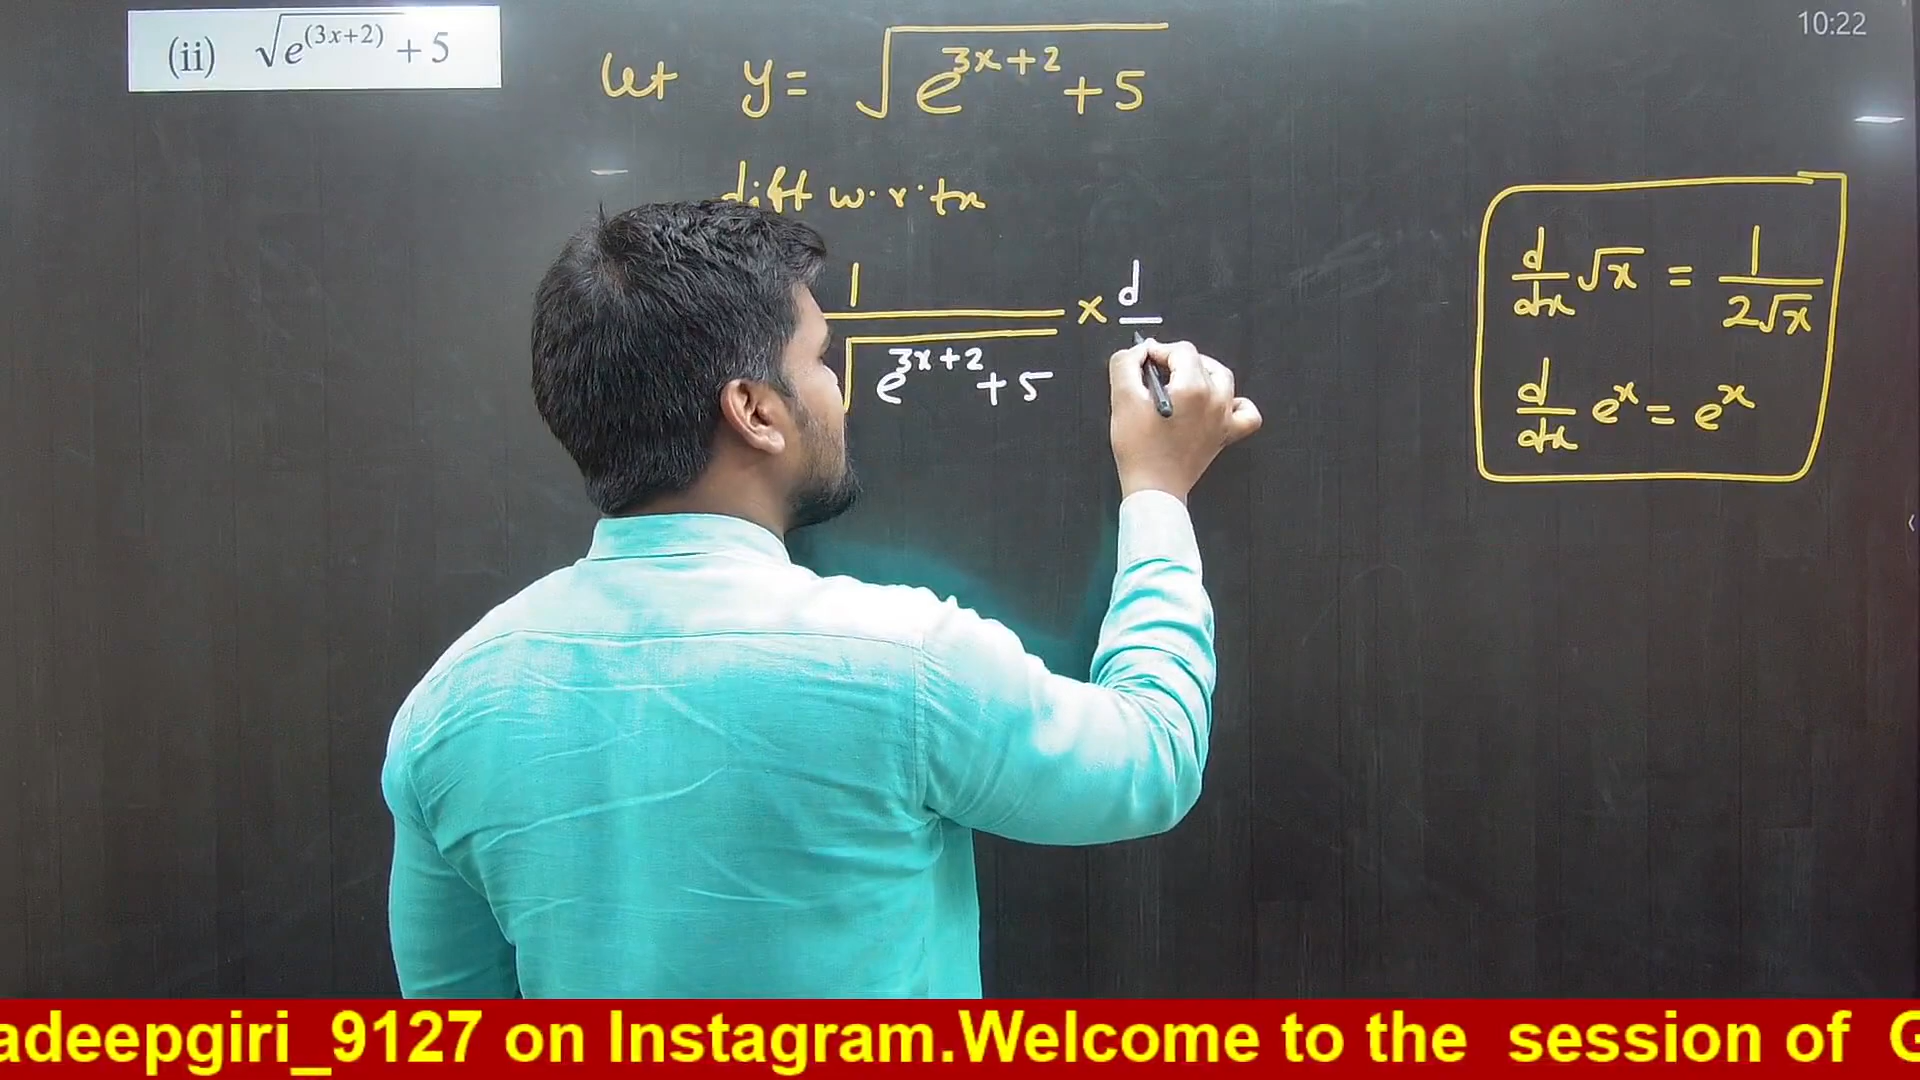 (ii) √e^(3x+2) + 5
10:22
Let y = √e^3x+2 + 5
diff w.r.tx
1 × d
√e^3x+2 + 5
d/dx √x = 1/2√x
d/dx e^x = e^x
adeepgiri_9127 on Instagram.Welcome to the session of G